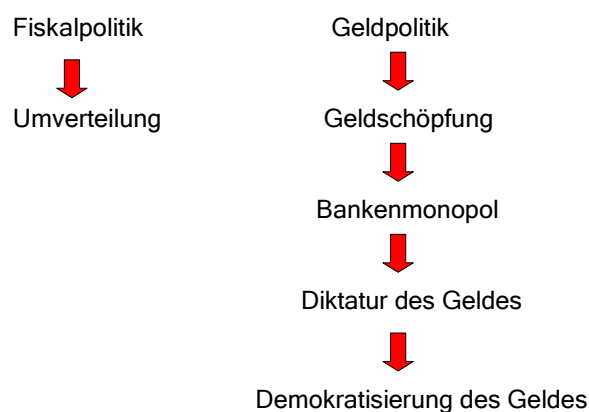 Fiskalpolitik
Umverteilung
Geldpolitik
Geldschöpfung
Bankenmonopol
Diktatur des Geldes
Demokratisierung des Geldes